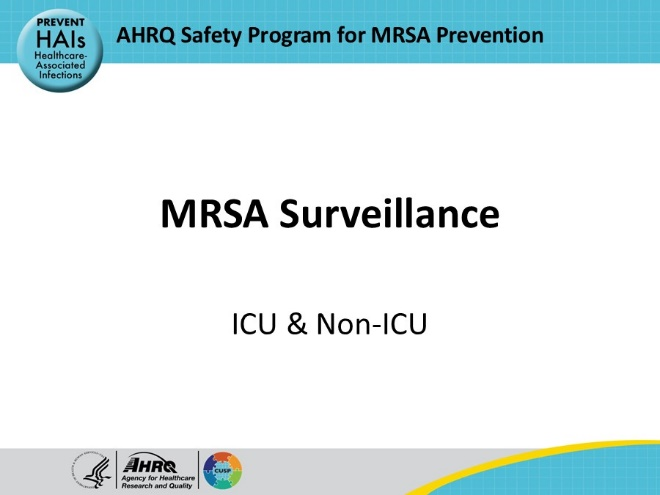 PREVENT
HAIs
Healthcare-
Associated
Infections
AHRQ Safety Program for MRSA Prevention
MRSA Surveillance
ICU & Non-ICU
AHRQ
Agency for Healthcare
Research and Quality
CUSP